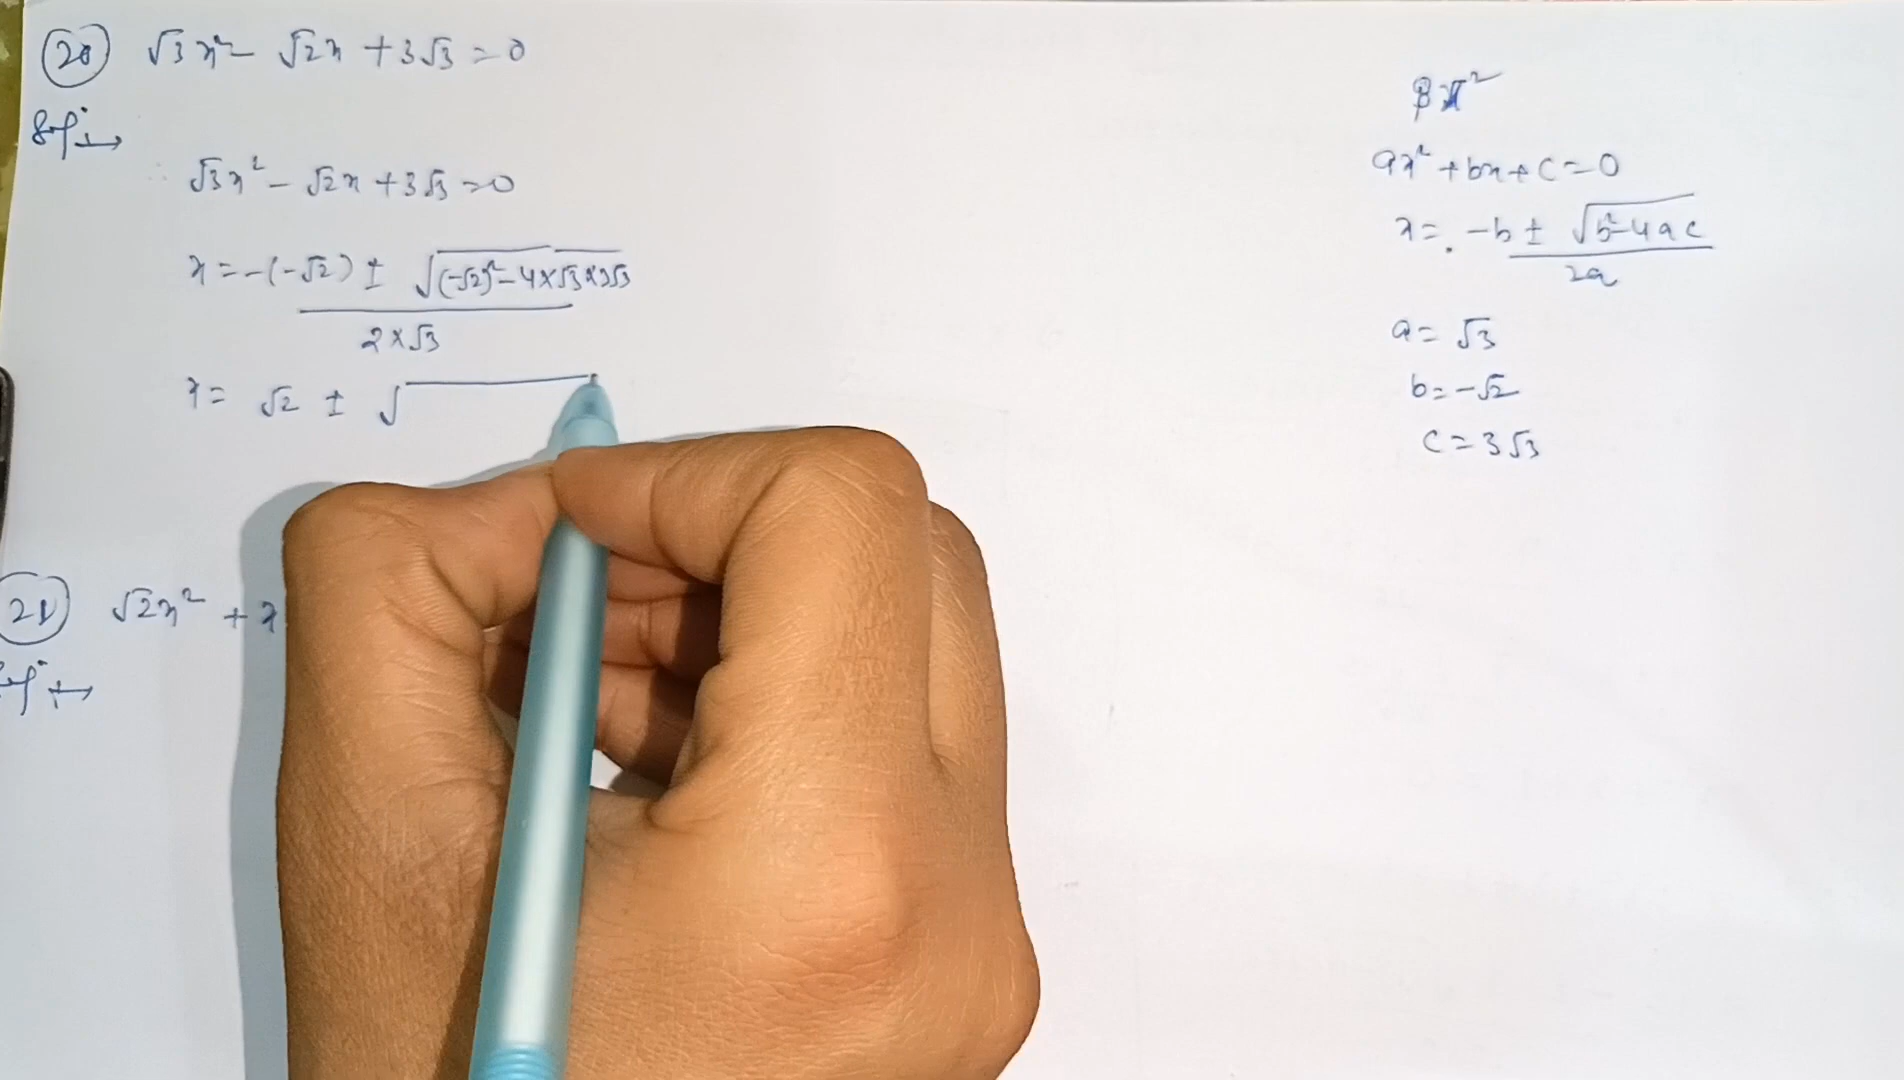 (20) √3x² - √2x + 3√3 = 0
Sol:→
√3x² - √2x + 3√3 = 0
x = -(-√2) ± √((-√2)² - 4×√3×3√3)
2×√3
x = √2 ± √
(21) √2x² + x
Sol:→
ax² + bx + c = 0
x = -b ± √(b²-4ac)
2a
a = √3
b = -√2
c = 3√3